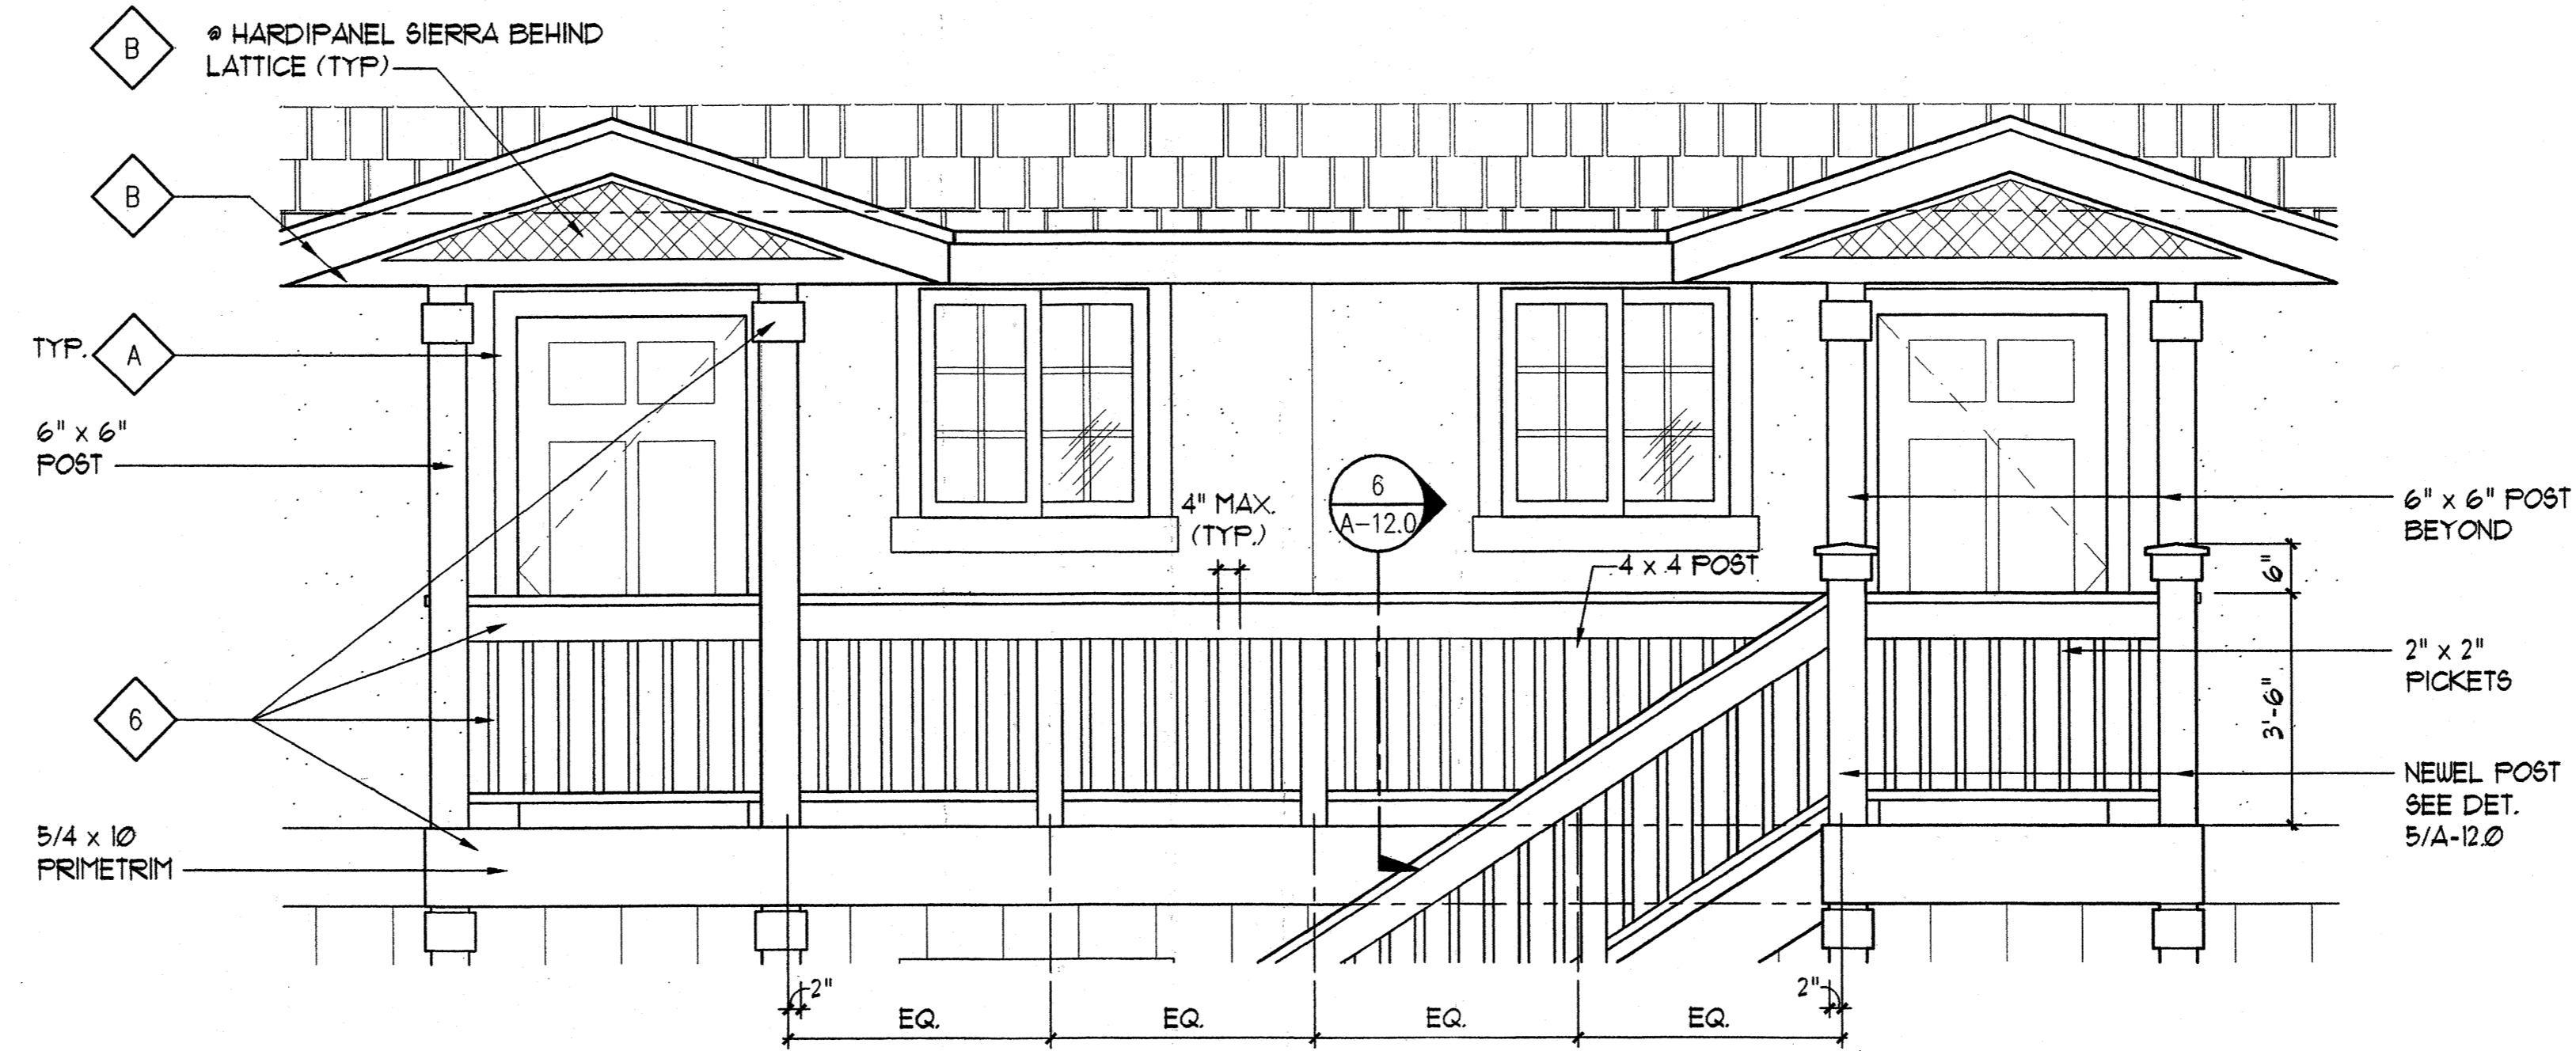 B
@ HARDIPANEL SIERRA BEHIND
LATTICE (TYP)
B
TYP.
A
6" x 6"
POST
6
5/4 x 10
PRIMETRIM
4" MAX.
(TYP.)
6
A-12.0
4 x 4 POST
6" x 6" POST
BEYOND
6"
2" x 2"
PICKETS
3'-6"
NEWEL POST
SEE DET.
5/A-12.0
2"
2"
EQ.
EQ.
EQ.
EQ.